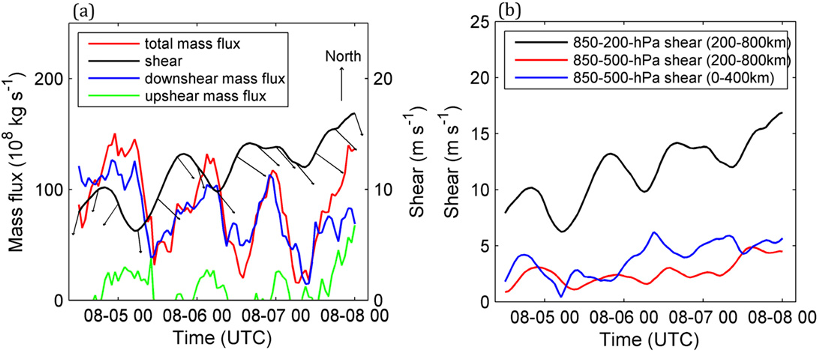 (a)
total mass flux
shear
downshear mass flux
upshear mass flux
North
200
100
0
20
10
0
Mass flux (10⁸ kg s⁻¹)
Shear (m s⁻¹)
08-05 00 08-06 00 08-07 00 08-08 00
Time (UTC)
(b)
850-200-hPa shear (200-800km)
850-500-hPa shear (200-800km)
850-500-hPa shear (0-400km)
25
20
15
10
5
0
Shear (m s⁻¹)
08-05 00 08-06 00 08-07 00 08-08 00
Time (UTC)